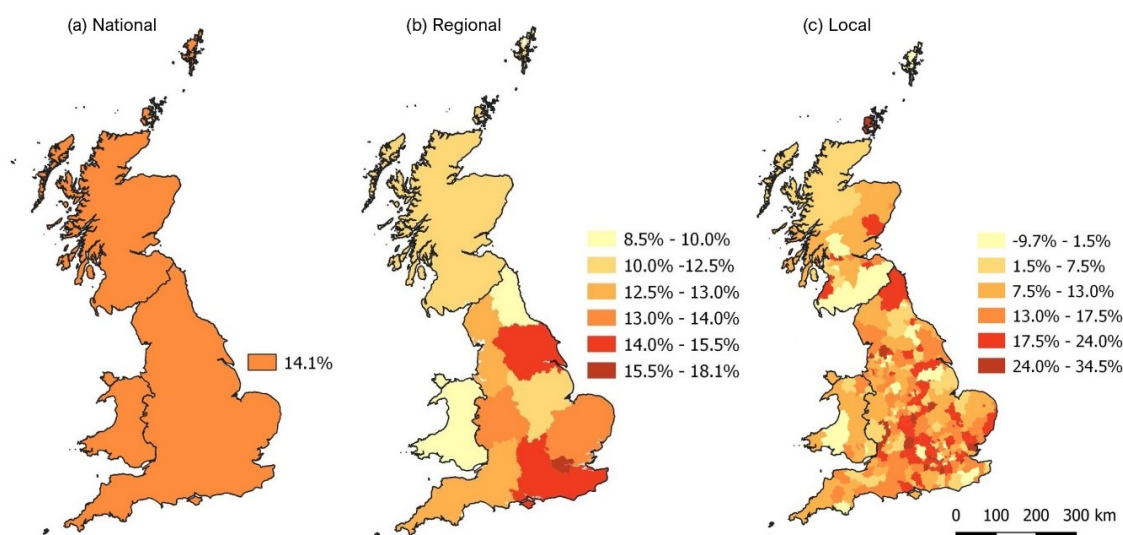 (a) National
(b) Regional
(c) Local
14.1%
8.5% - 10.0%
10.0% -12.5%
12.5% - 13.0%
13.0% - 14.0%
14.0% - 15.5%
15.5% - 18.1%
-9.7% - 1.5%
1.5% - 7.5%
7.5% - 13.0%
13.0% - 17.5%
17.5% - 24.0%
24.0% - 34.5%
0 100 200 300 km